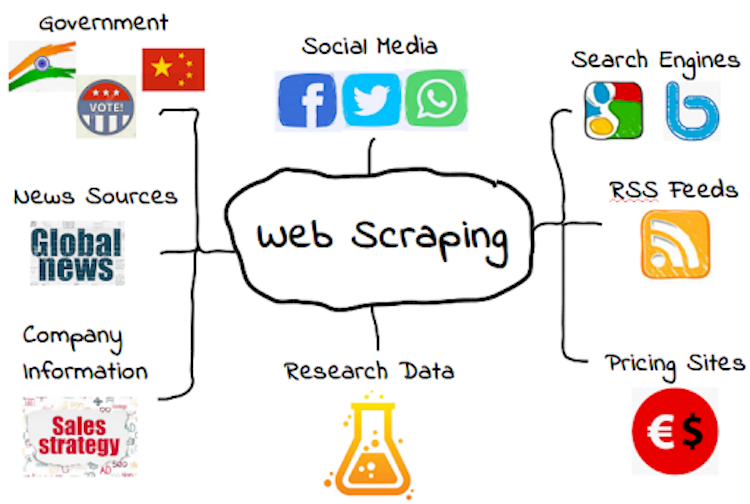 Government
VOTE!
Social Media
Search Engines
News Sources
Global
news
Web Scraping
RSS Feeds
Company
Information
Sales
strategy
Research Data
Pricing Sites
€ $